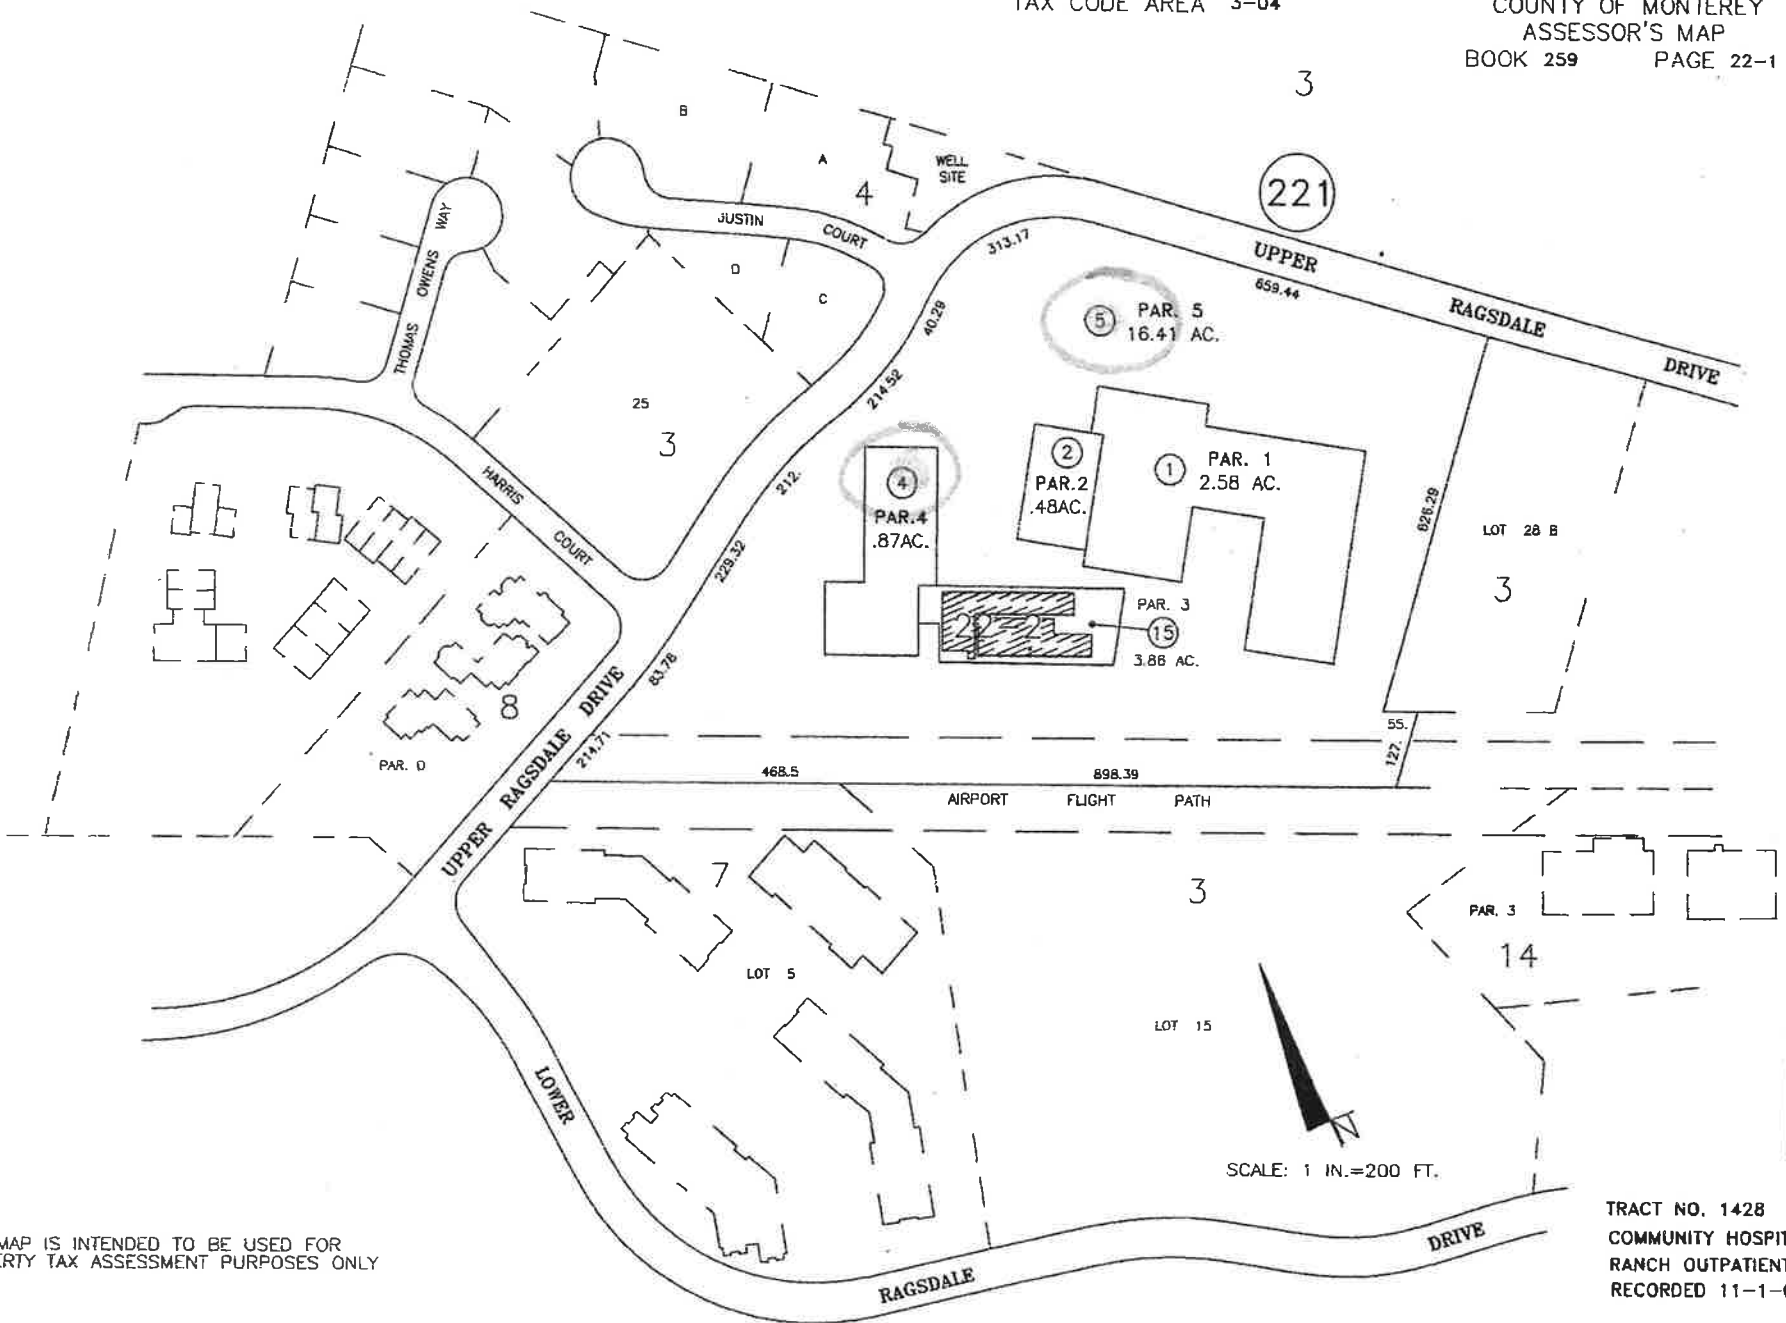 TAX CODE AREA 3-04
COUNTY OF MONTEREY
ASSESSOR'S MAP
BOOK 259 PAGE 22-1
3
B
A
4
WELL
SITE
221
JUSTIN COURT
THOMAS OWENS WAY
D
C
313.17
UPPER RAGSDALE DRIVE
659.44
40.29
5 PAR. 5
16.41 AC.
214.52
25
3
212.
4
PAR.4
.87AC.
2
PAR.2
.48AC.
1 PAR. 1
2.58 AC.
626.29
LOT 28 B
3
HARRIS COURT
229.32
22-2
PAR. 3
15
3.86 AC.
83.78
8
PAR. D
UPPER RAGSDALE DRIVE
214.71
55.
127.
468.5
898.39
AIRPORT FLIGHT PATH
7
3
PAR. 3
14
LOT 5
LOT 15
LOWER RAGSDALE DRIVE
SCALE: 1 IN.=200 FT.
MAP IS INTENDED TO BE USED FOR
ERTY TAX ASSESSMENT PURPOSES ONLY
TRACT NO. 1428
COMMUNITY HOSPIT
RANCH OUTPATIENT
RECORDED 11-1-